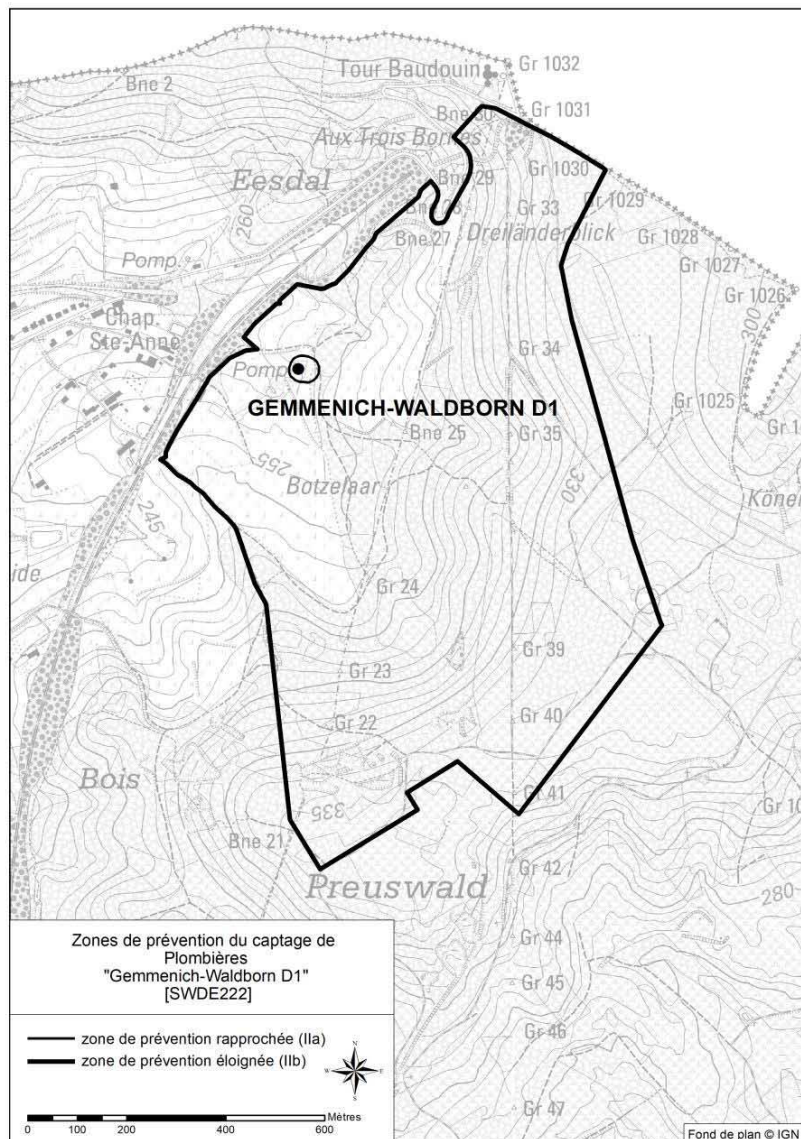 Gr 1032
Tour Baudouin
Bne 2
Gr 1031
Bne 30
Aux Trois Bornes
Eesdal
Bne 29
Gr 1030
Gr 1029
260
Gr 33
Bne 27
Dreiländerblick
Gr 1028
Gr 1027
Pomp.
Gr 1026
Chap.
Ste-Anne
300
Gr 34
Pomp.
GEMMENICH-WALDBORN D1
Gr 1025
Bne 25
Gr 35
255
Botzelaar
330
245
Gr 24
Gr 39
Gr 23
Gr 22
Gr 40
Bois
Gr 41
335
Bne 21
Gr 42
Preuswald
280
Gr 44
Gr 45
Gr 46
Gr 47
Zones de prévention du captage de
Plombières
"Gemmenich-Waldborn D1"
[SWDE222]
zone de prévention rapprochée (IIa)
zone de prévention éloignée (IIb)
N
W E
S
Mètres
0 100 200 400 600
Fond de plan © IGN